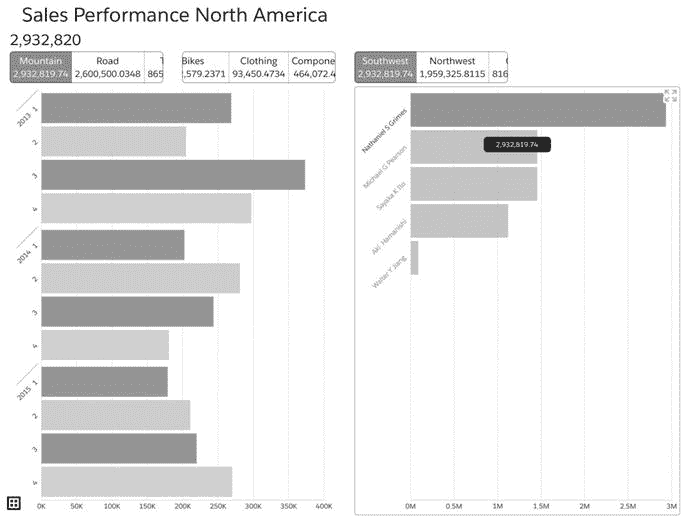 Sales Performance North America
2,932,820
Mountain Road
2,932,819.74 2,600,500.0348 865
Bikes Clothing Compone
,579.2371 93,450.4734 464,072.4
Southwest Northwest
2,932,819.74 1,959,325.8115 816
2013 1
2
3
4
2014 1
2
3
4
2015 1
2
3
4
0K 50K 100K 150K 200K 250K 300K 350K 400K
Nathaniel S Grimes
Michael G Pearson
Sayaka K Ito
Aki Hamanishi
Walter T Jiang
2,932,819.74
0M 0.5M 1M 1.5M 2M 2.5M 3M